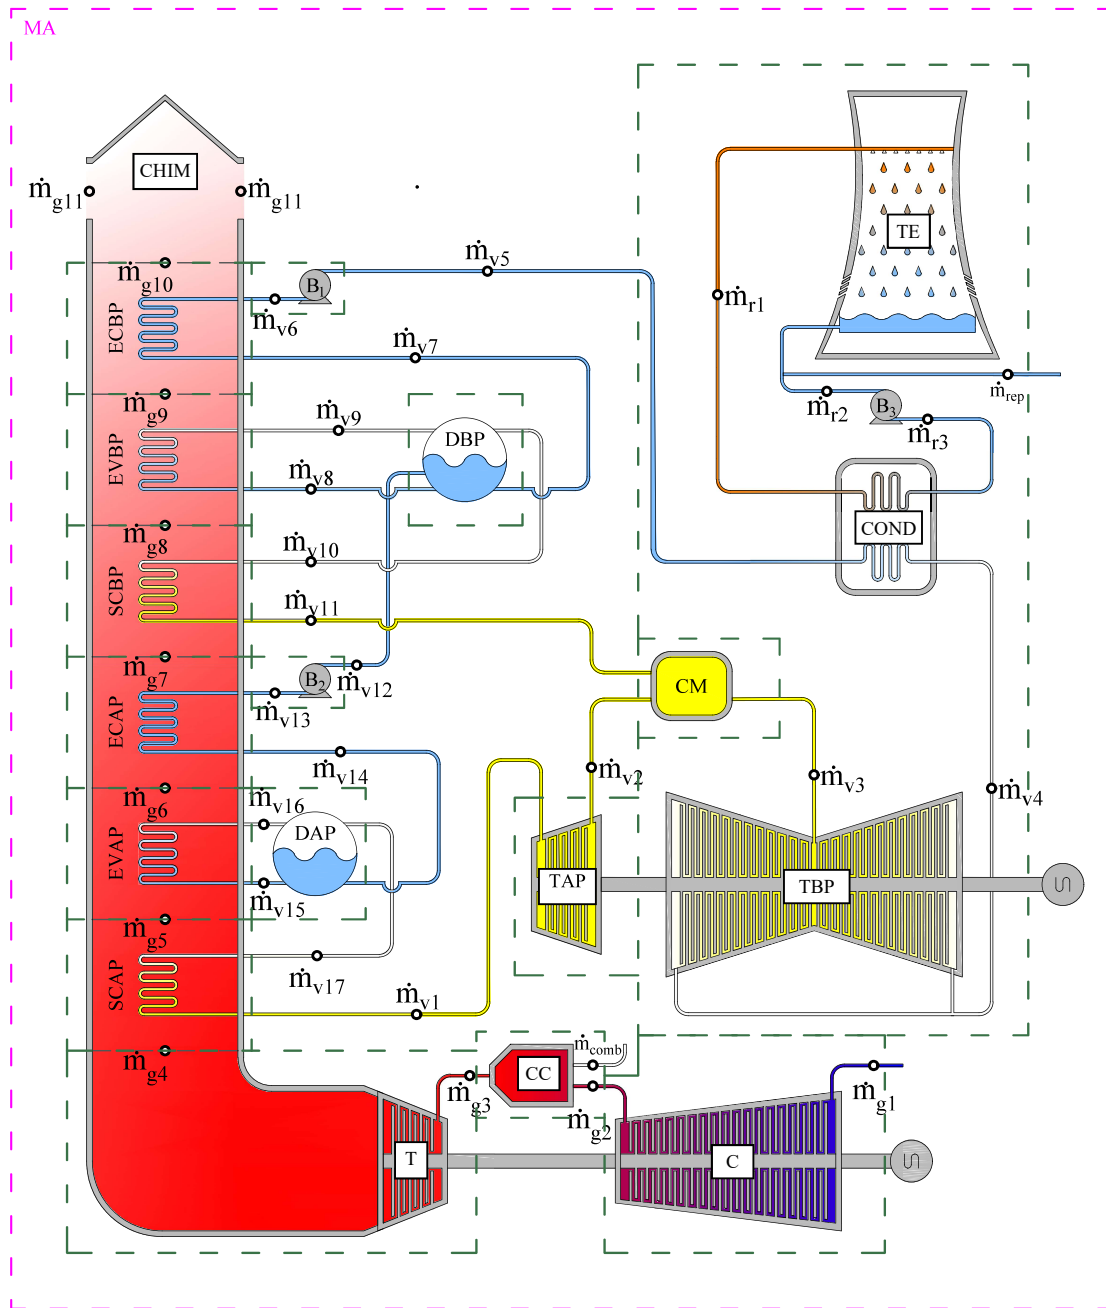 MA
CHIM
ṁg11
ṁg11
TE
ṁv5
ṁg10
B1
ṁv6
ṁr1
ECBP
ṁv7
ṁrep
ṁg9
ṁr2
B3
ṁr3
ṁv9
DBP
EVBP
ṁv8
COND
ṁg8
ṁv10
SCBP
ṁv11
ṁg7
B2
ṁv12
CM
ṁv13
ECAP
ṁv14
ṁv2
ṁv3
ṁv4
ṁg6
ṁv16
DAP
EVAP
ṁv15
TAP
TBP
S
ṁg5
SCAP
ṁv17
ṁv1
ṁg4
ṁcomb
CC
ṁg3
ṁg2
ṁg1
T
C
S